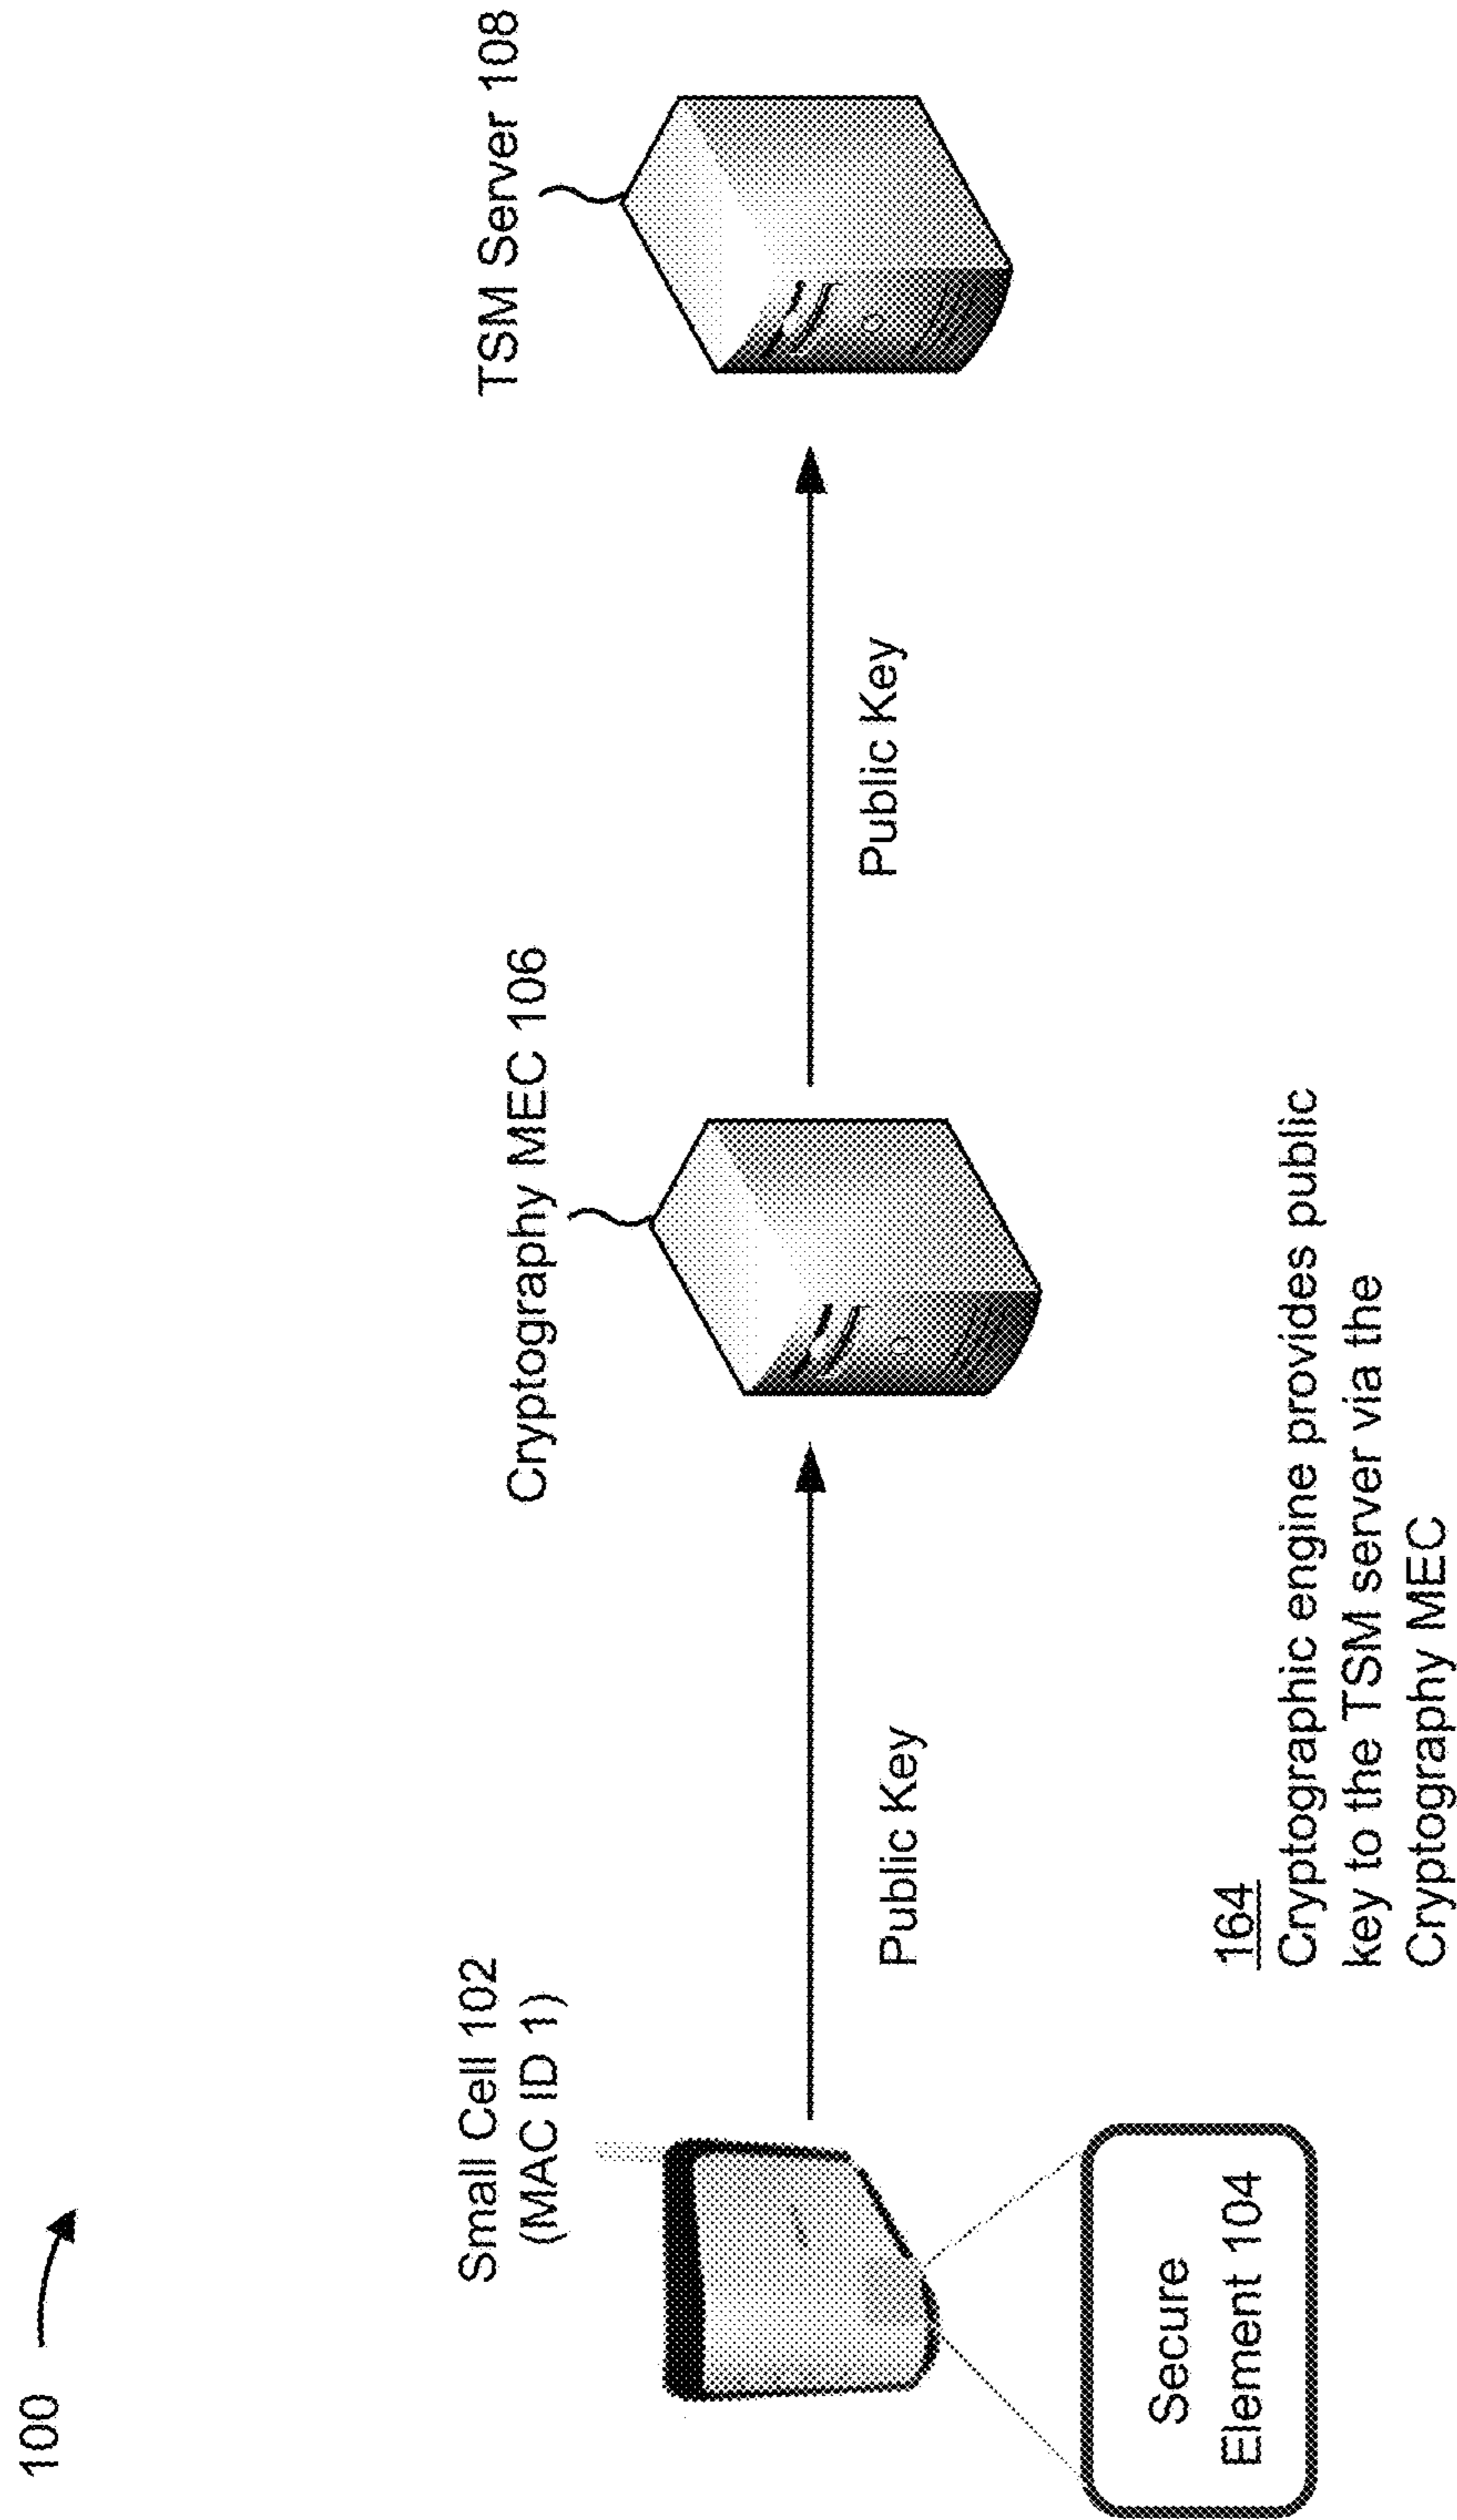 100
Small Cell 102
(MAC ID 1)
Cryptography MEC 106
TSM Server 108
Public Key
Public Key
Secure
Element 104
164
Cryptographic engine provides public
key to the TSM server via the
Cryptography MEC